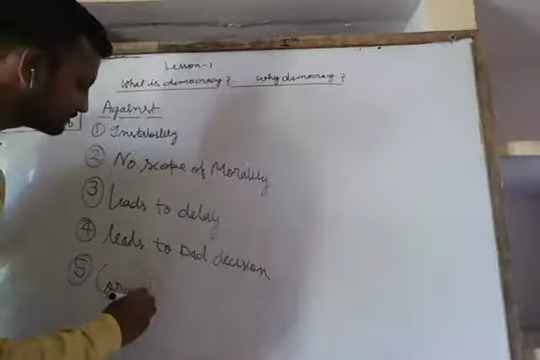 Lesson-1
What is democracy? Why democracy?
Against
① Instability
② No scope of Morality
③ Leads to delay
④ leads to Bad decision
⑤